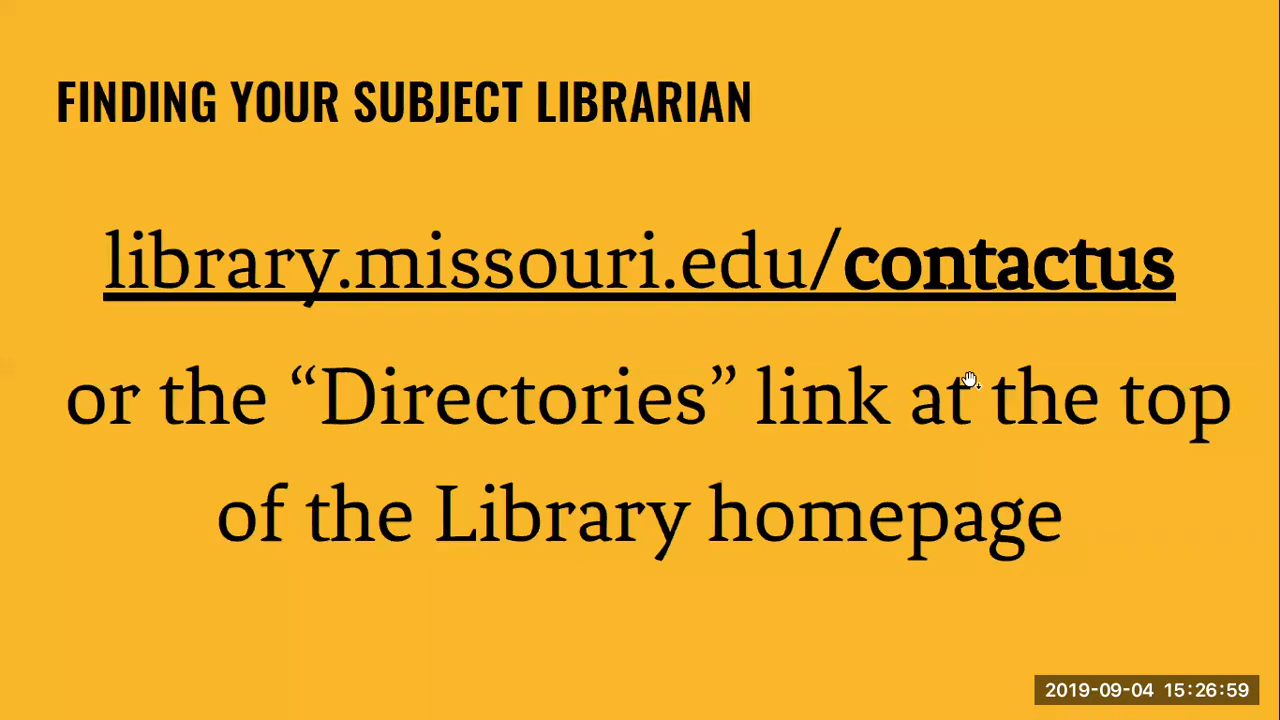 FINDING YOUR SUBJECT LIBRARIAN
library.missouri.edu/contactus
or the “Directories” link at the top
of the Library homepage
2019-09-04 15:26:59